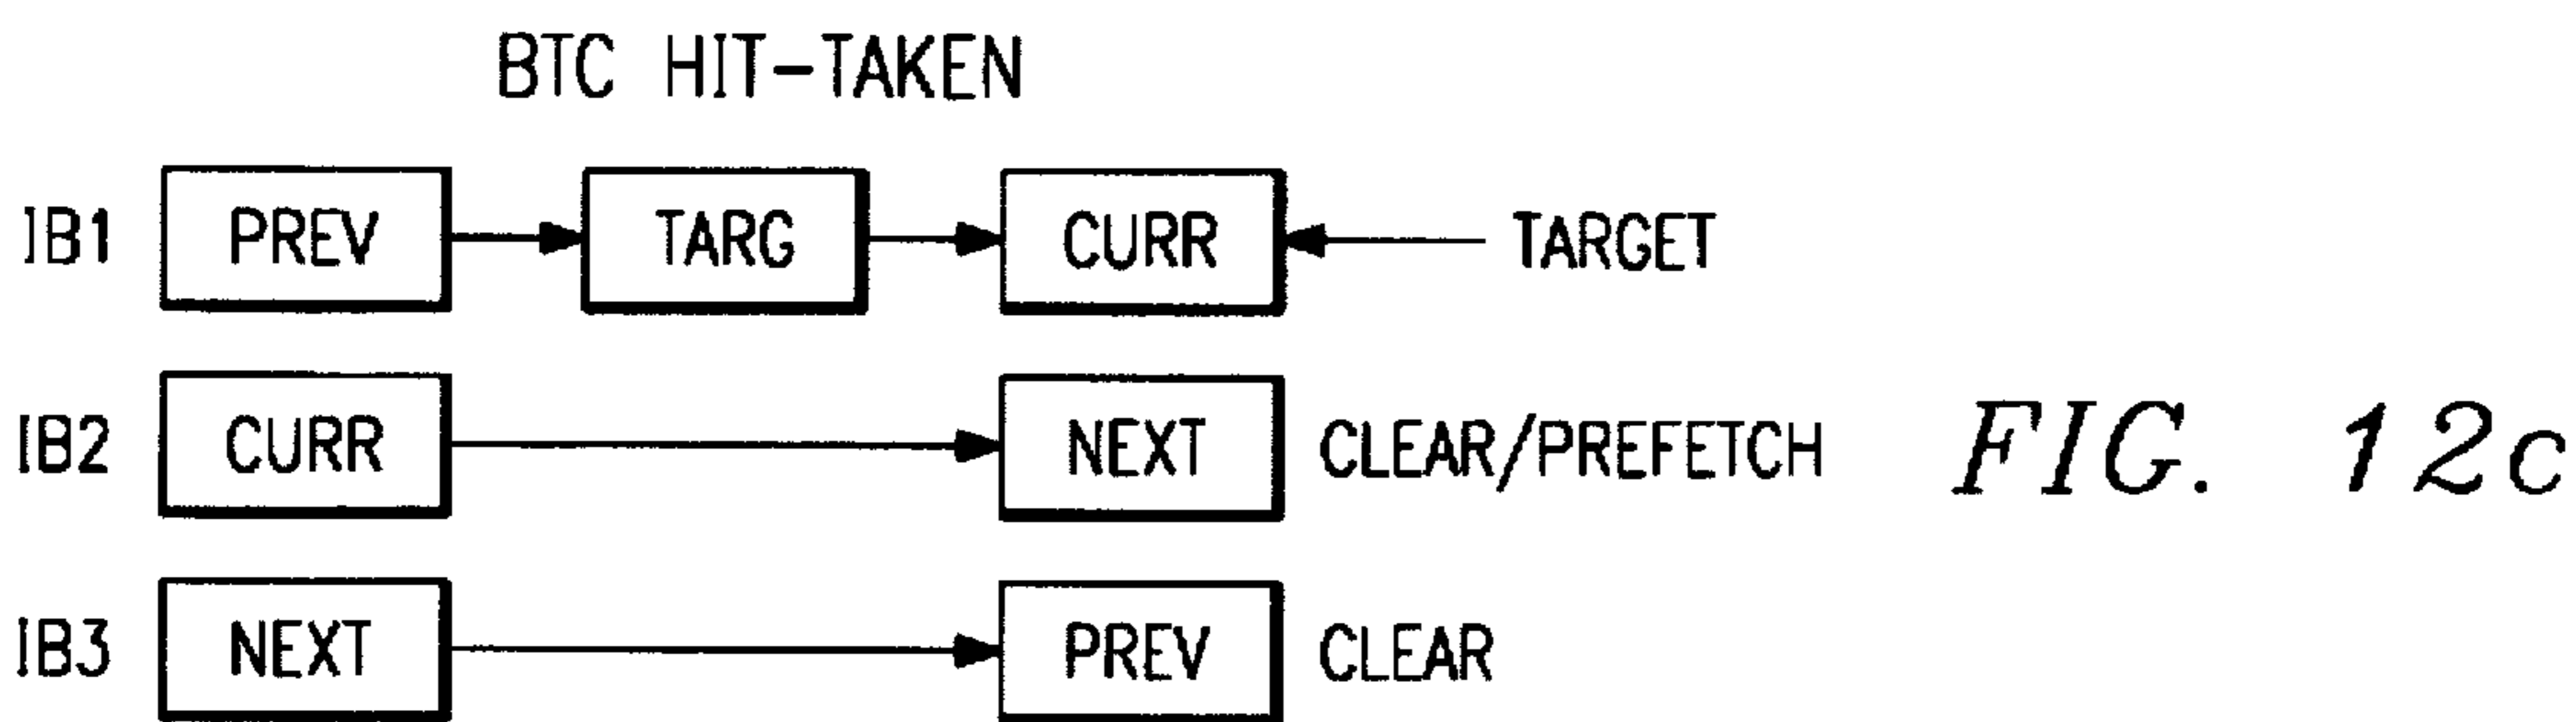 BTC HIT-TAKEN
IB1 PREV TARG CURR TARGET
IB2 CURR NEXT CLEAR/PREFETCH FIG. 12c
IB3 NEXT PREV CLEAR